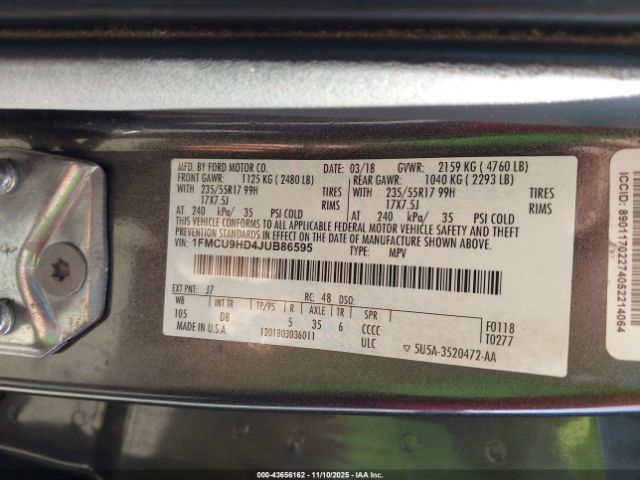 MFD. BY FORD MOTOR CO. DATE: 03/18 GVWR: 2159 KG ( 4760 LB)
FRONT GAWR: 1125 KG ( 2480 LB) REAR GAWR: 1040 KG ( 2293 LB)
WITH 235/55R17 99H TIRES WITH 235/55R17 99H TIRES
17X7.5J RIMS 17X7.5J RIMS
AT 240 kPa/ 35 PSI COLD AT 240 kPa/ 35 PSI COLD
THIS VEHICLE CONFORMS TO ALL APPLICABLE FEDERAL MOTOR VEHICLE SAFETY AND THEFT
PREVENTION STANDARDS IN EFFECT ON THE DATE OF MANUFACTURE SHOWN ABOVE.
VIN: 1FMCU9HD4JUB86595 TYPE: MPV
EXT PNT: J7 RC: 48 DSO:
WB INT TR TP/PS R AXLE TR SPR
105 DB 5 35 6 CCCC F0118
MADE IN U.S.A. 1201803036011 ULC T0277
▽ 5U5A-3520472-AA
ICCID: 89011702274052214064
000-43656162 - 11/10/2025 - IAAI.COM